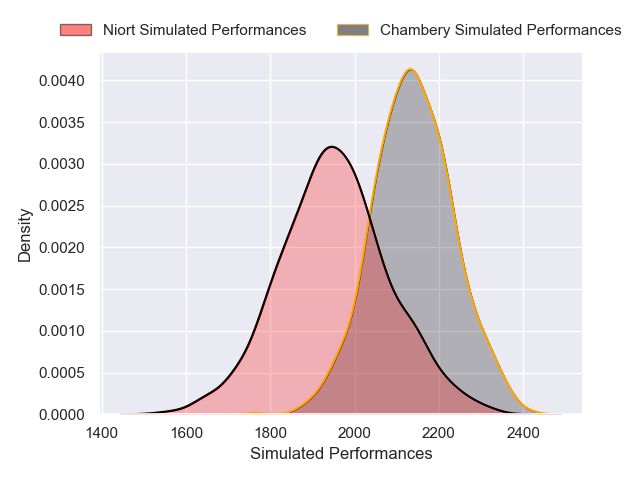 Niort Simulated Performances
Chambery Simulated Performances
0.0040
0.0035
0.0030
0.0025
0.0020
0.0015
0.0010
0.0005
0.0000
Density
1400 1600 1800 2000 2200 2400
Simulated Performances